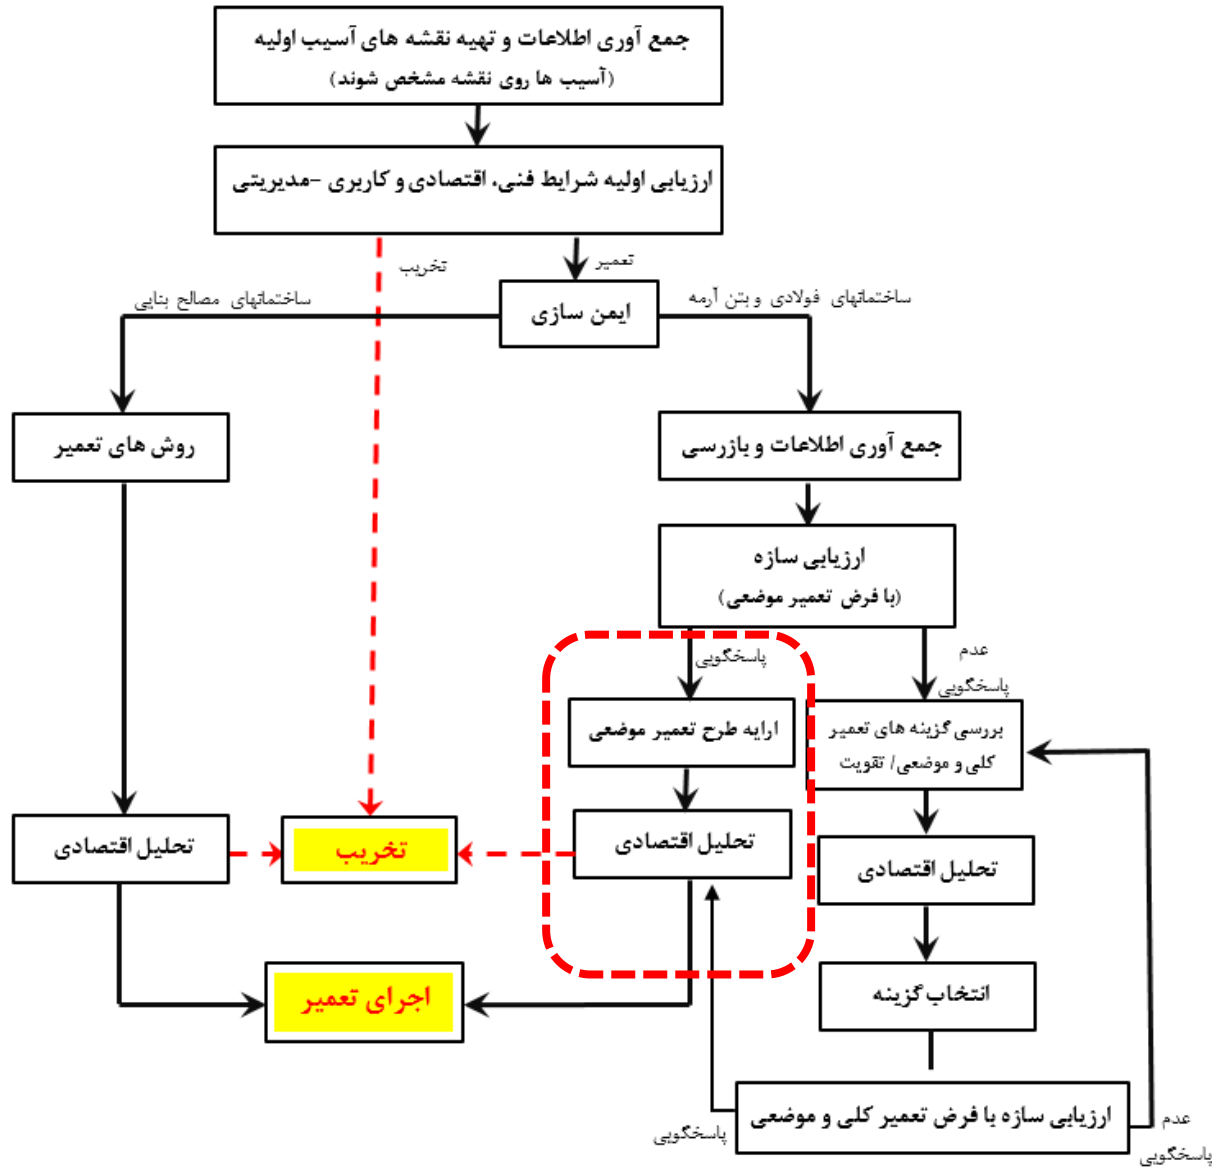 جمع آوری اطلاعات و تهیه نقشه های آسیب اولیه
(آسیب ها روی نقشه مشخص شوند)
ارزیابی اولیه شرایط فنی، اقتصادی و کاربری -مدیریتی
تعمیر
تخریب
ساختمانهای فولادی و بتن آرمه
ساختمانهای مصالح بنایی
ایمن سازی
جمع آوری اطلاعات و بازرسی
روش های تعمیر
ارزیابی سازه
(با فرض تعمیر موضعی)
عدم
پاسخگویی
پاسخگویی
بررسی گزینه های تعمیر
کلی و موضعی/ تقویت
ارایه طرح تعمیر موضعی
تحلیل اقتصادی
تحلیل اقتصادی
تخریب
تحلیل اقتصادی
انتخاب گزینه
اجرای تعمیر
ارزیابی سازه با فرض تعمیر کلی و موضعی
عدم
پاسخگویی
پاسخگویی